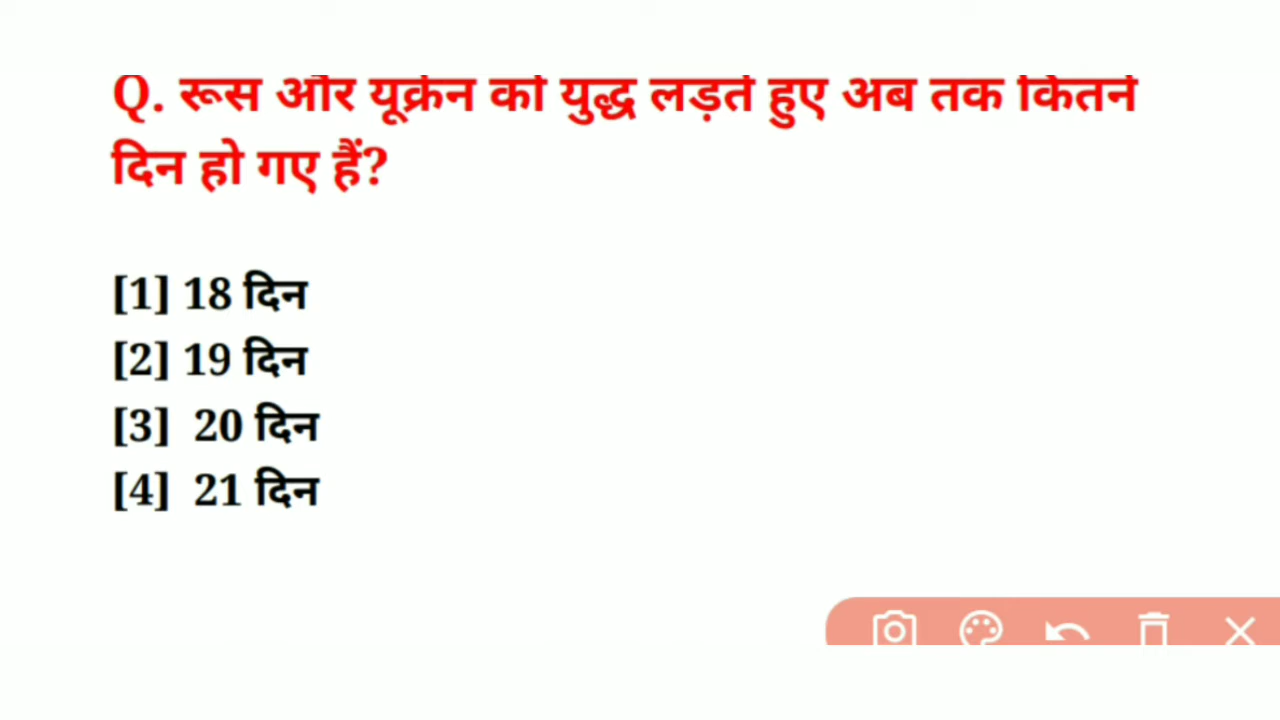 Q. रूस और यूक्रेन को युद्ध लड़ते हुए अब तक कितने
दिन हो गए हैं?
[1] 18 दिन
[2] 19 दिन
[3] 20 दिन
[4] 21 दिन